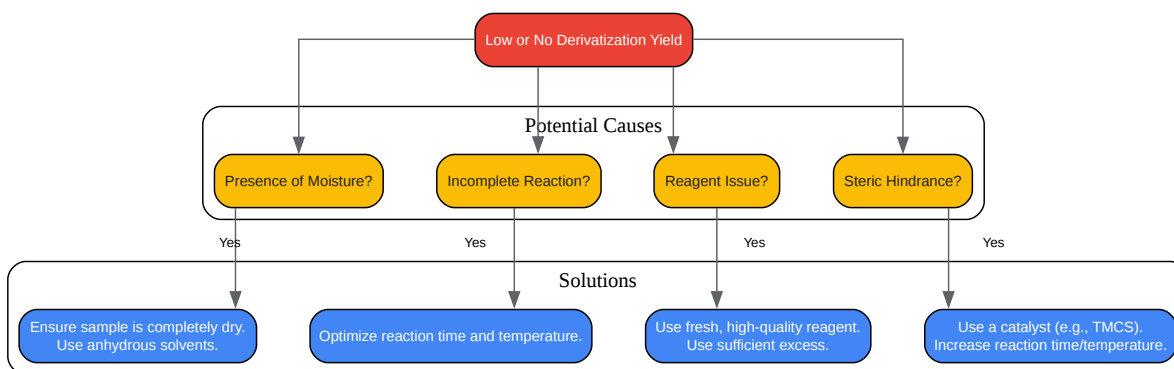 Low or No Derivatization Yield
Potential Causes
Presence of Moisture?
Incomplete Reaction?
Reagent Issue?
Steric Hindrance?
Yes
Yes
Yes
Yes
Solutions
Ensure sample is completely dry.
Use anhydrous solvents.
Optimize reaction time and temperature.
Use fresh, high-quality reagent.
Use sufficient excess.
Use a catalyst (e.g., TMCS).
Increase reaction time/temperature.